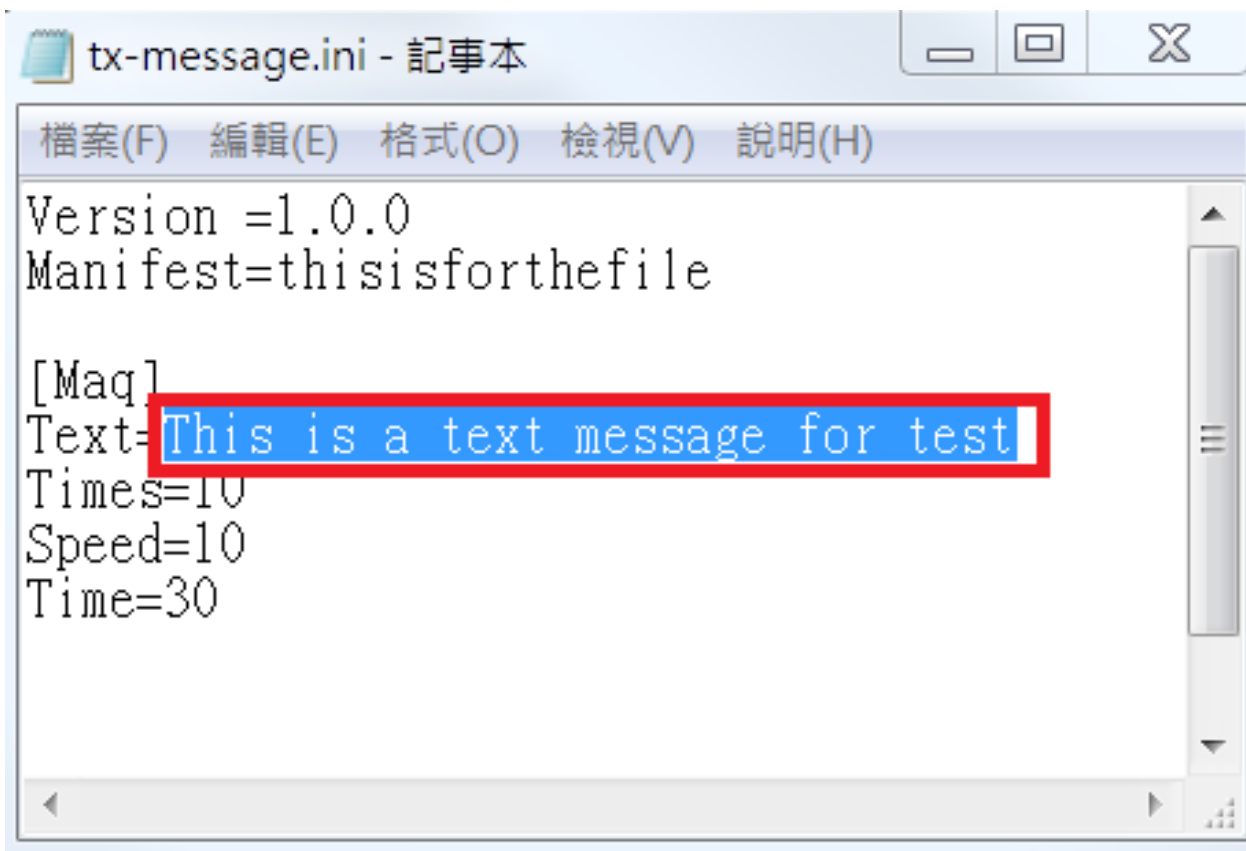 tx-message.ini - 記事本
檔案(F) 編輯(E) 格式(O) 檢視(V) 說明(H)
Version =1.0.0
Manifest=thisisforthefile
[Maq]
Text=This is a text message for test
Times=10
Speed=10
Time=30